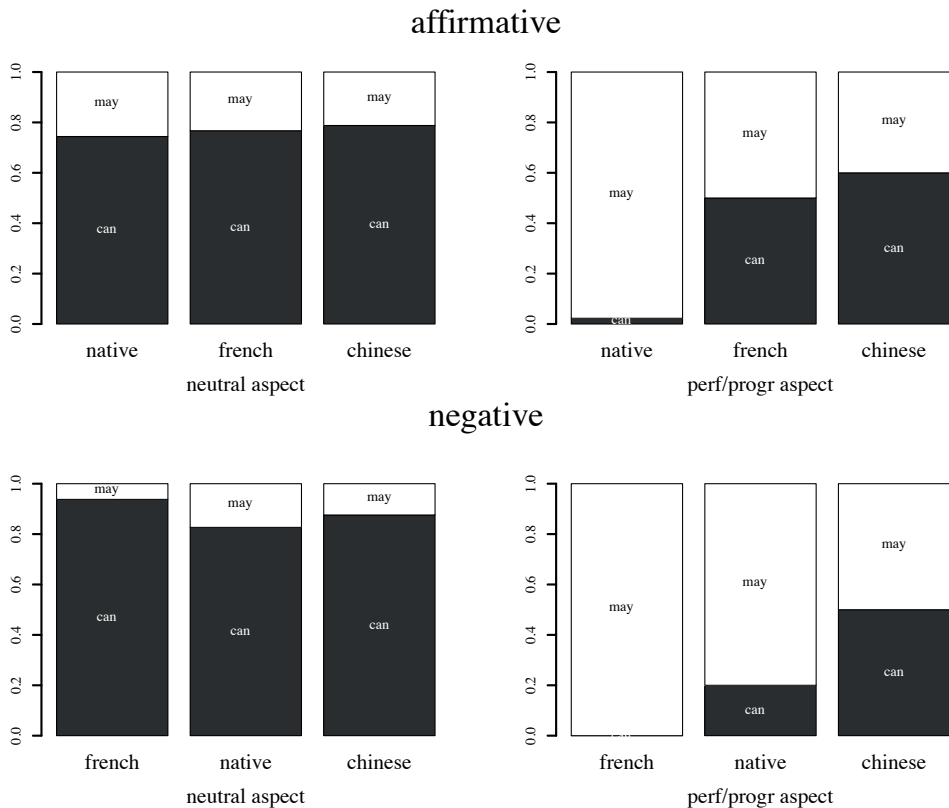 affirmative
1.0
0.8
0.6
0.4
0.2
0.0
may
may
may
can
can
can
native
french
chinese
neutral aspect
1.0
0.8
0.6
0.4
0.2
0.0
may
may
may
can
can
can
native
french
chinese
perf/progr aspect
negative
1.0
0.8
0.6
0.4
0.2
0.0
may
may
may
can
can
can
french
native
chinese
neutral aspect
1.0
0.8
0.6
0.4
0.2
0.0
may
may
may
can
can
can
french
native
chinese
perf/progr aspect